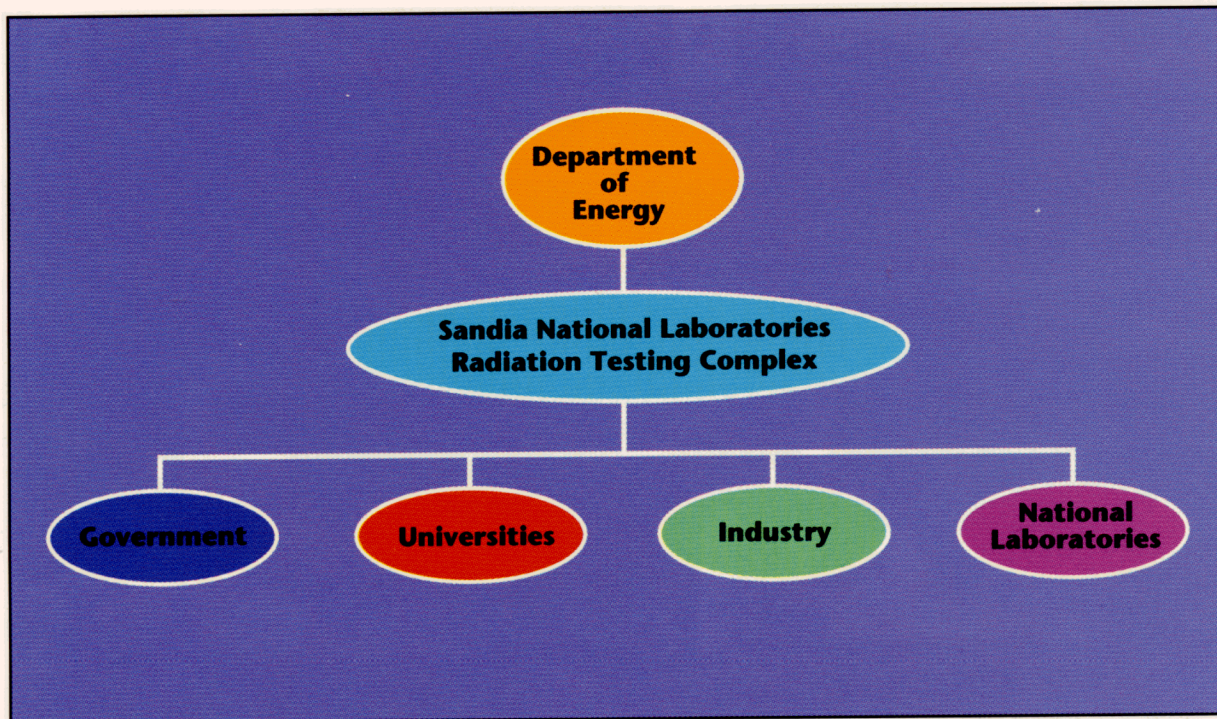 Department
of
Energy
Sandia National Laboratories
Radiation Testing Complex
Government
Universities
Industry
National
Laboratories